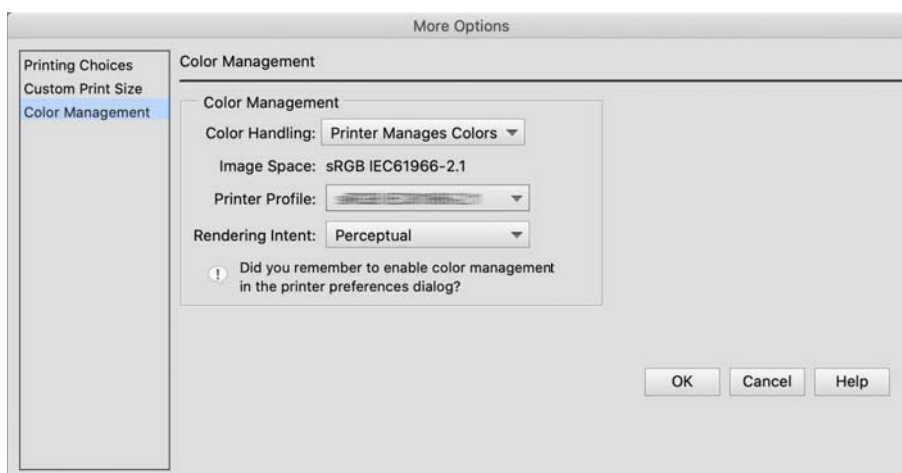 More Options
Printing Choices
Custom Print Size
Color Management
Color Management
Color Management
Color Handling: Printer Manages Colors
Image Space: sRGB IEC61966-2.1
Printer Profile:
Rendering Intent: Perceptual
Did you remember to enable color management
in the printer preferences dialog?
OK Cancel Help